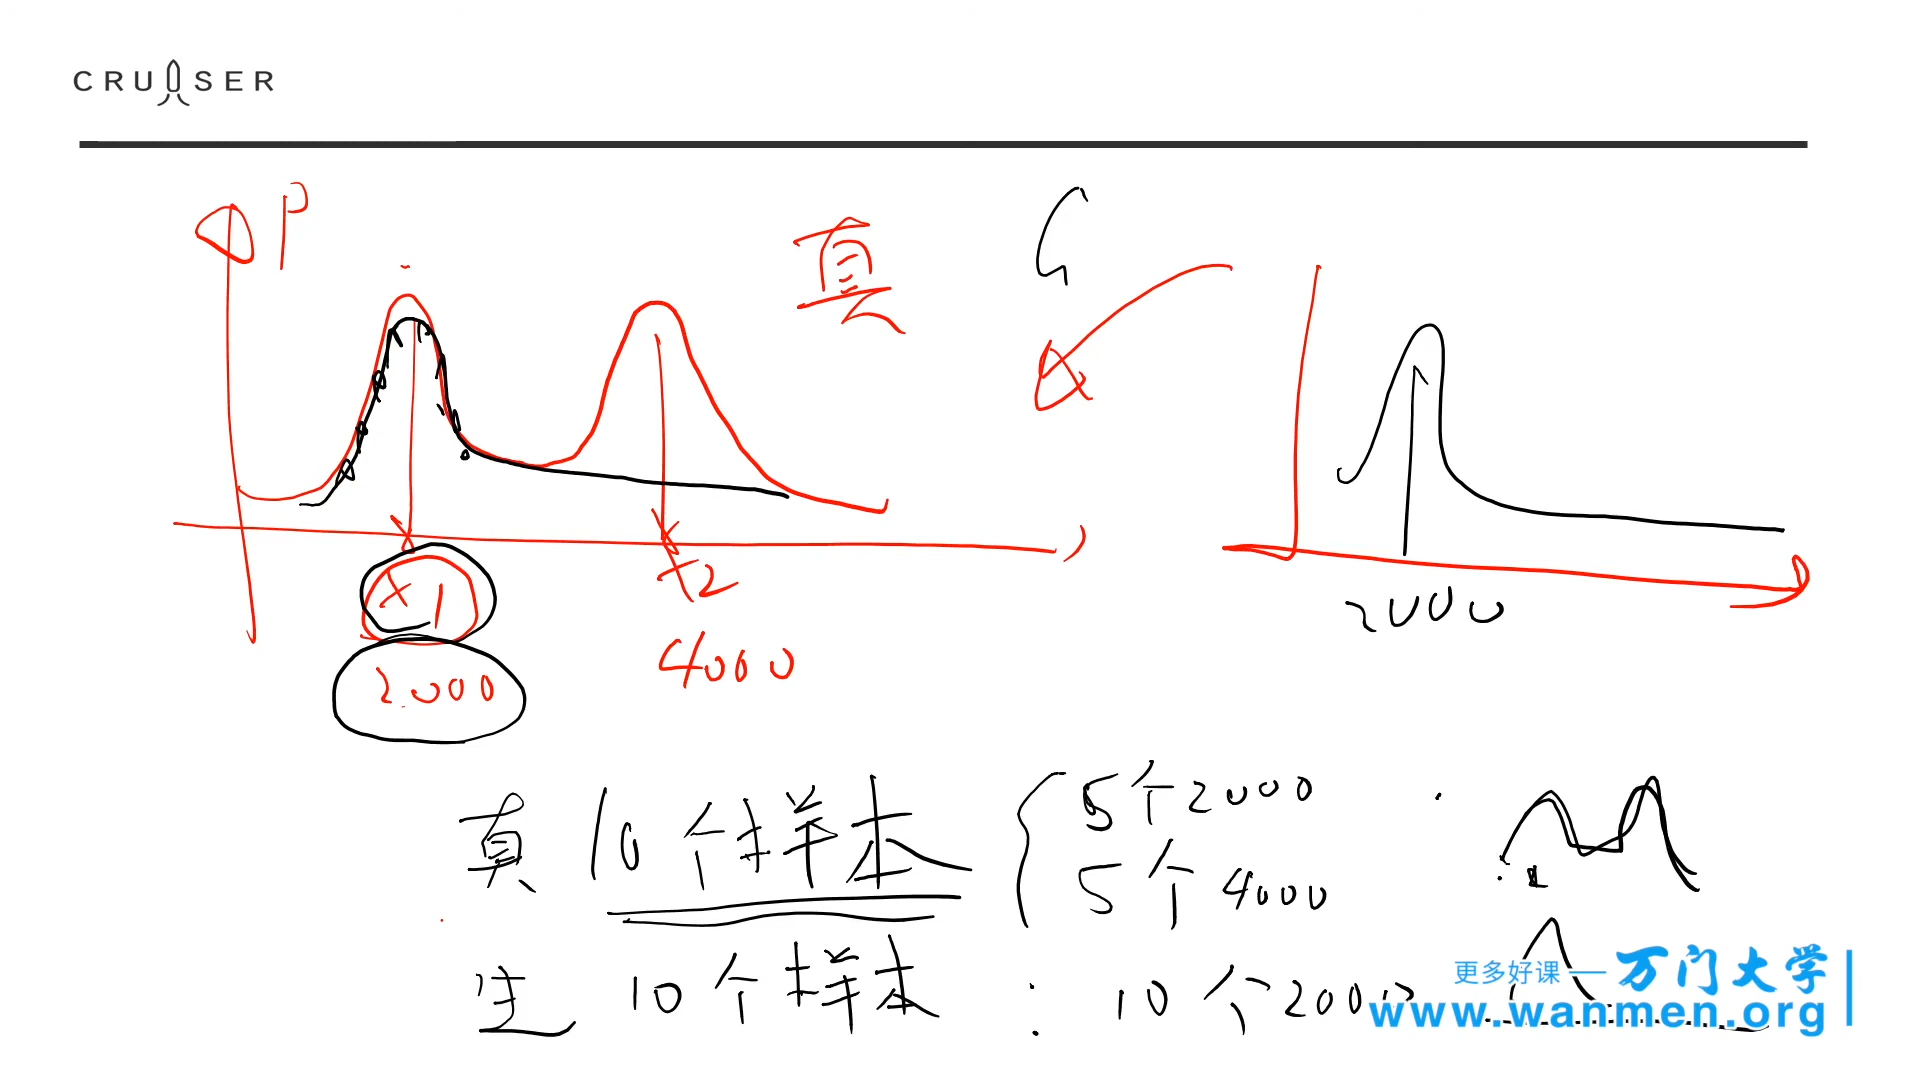 CRUISER
P
真
G
x1
x2
2000
4000
2000
真 10个样本
5个2000
5个4000
生 10个样本 : 10个2000
更多好课 — 万门大学
www.wanmen.org